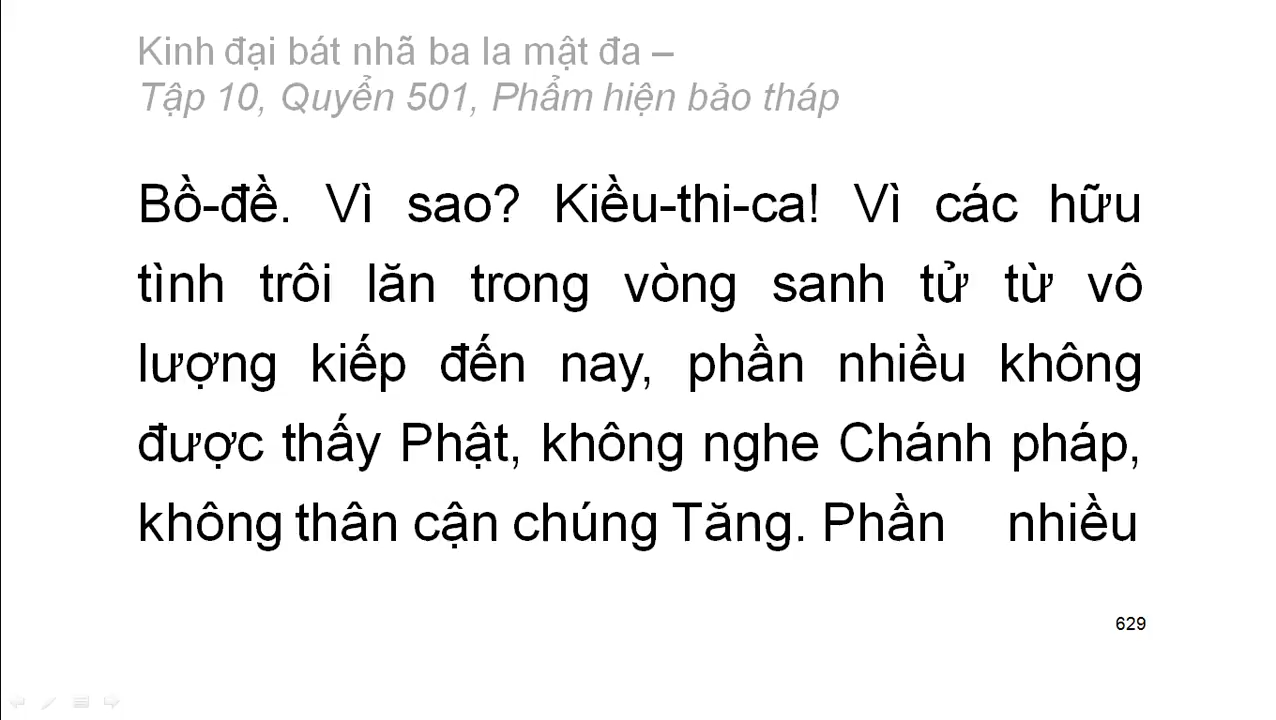 Kinh đại bát nhã ba la mật đa –
Tập 10, Quyển 501, Phẩm hiện bảo tháp
Bồ-đề. Vì sao? Kiều-thi-ca! Vì các hữu
tình trôi lăn trong vòng sanh tử từ vô
lượng kiếp đến nay, phần nhiều không
được thấy Phật, không nghe Chánh pháp,
không thân cận chúng Tăng. Phần nhiều
629